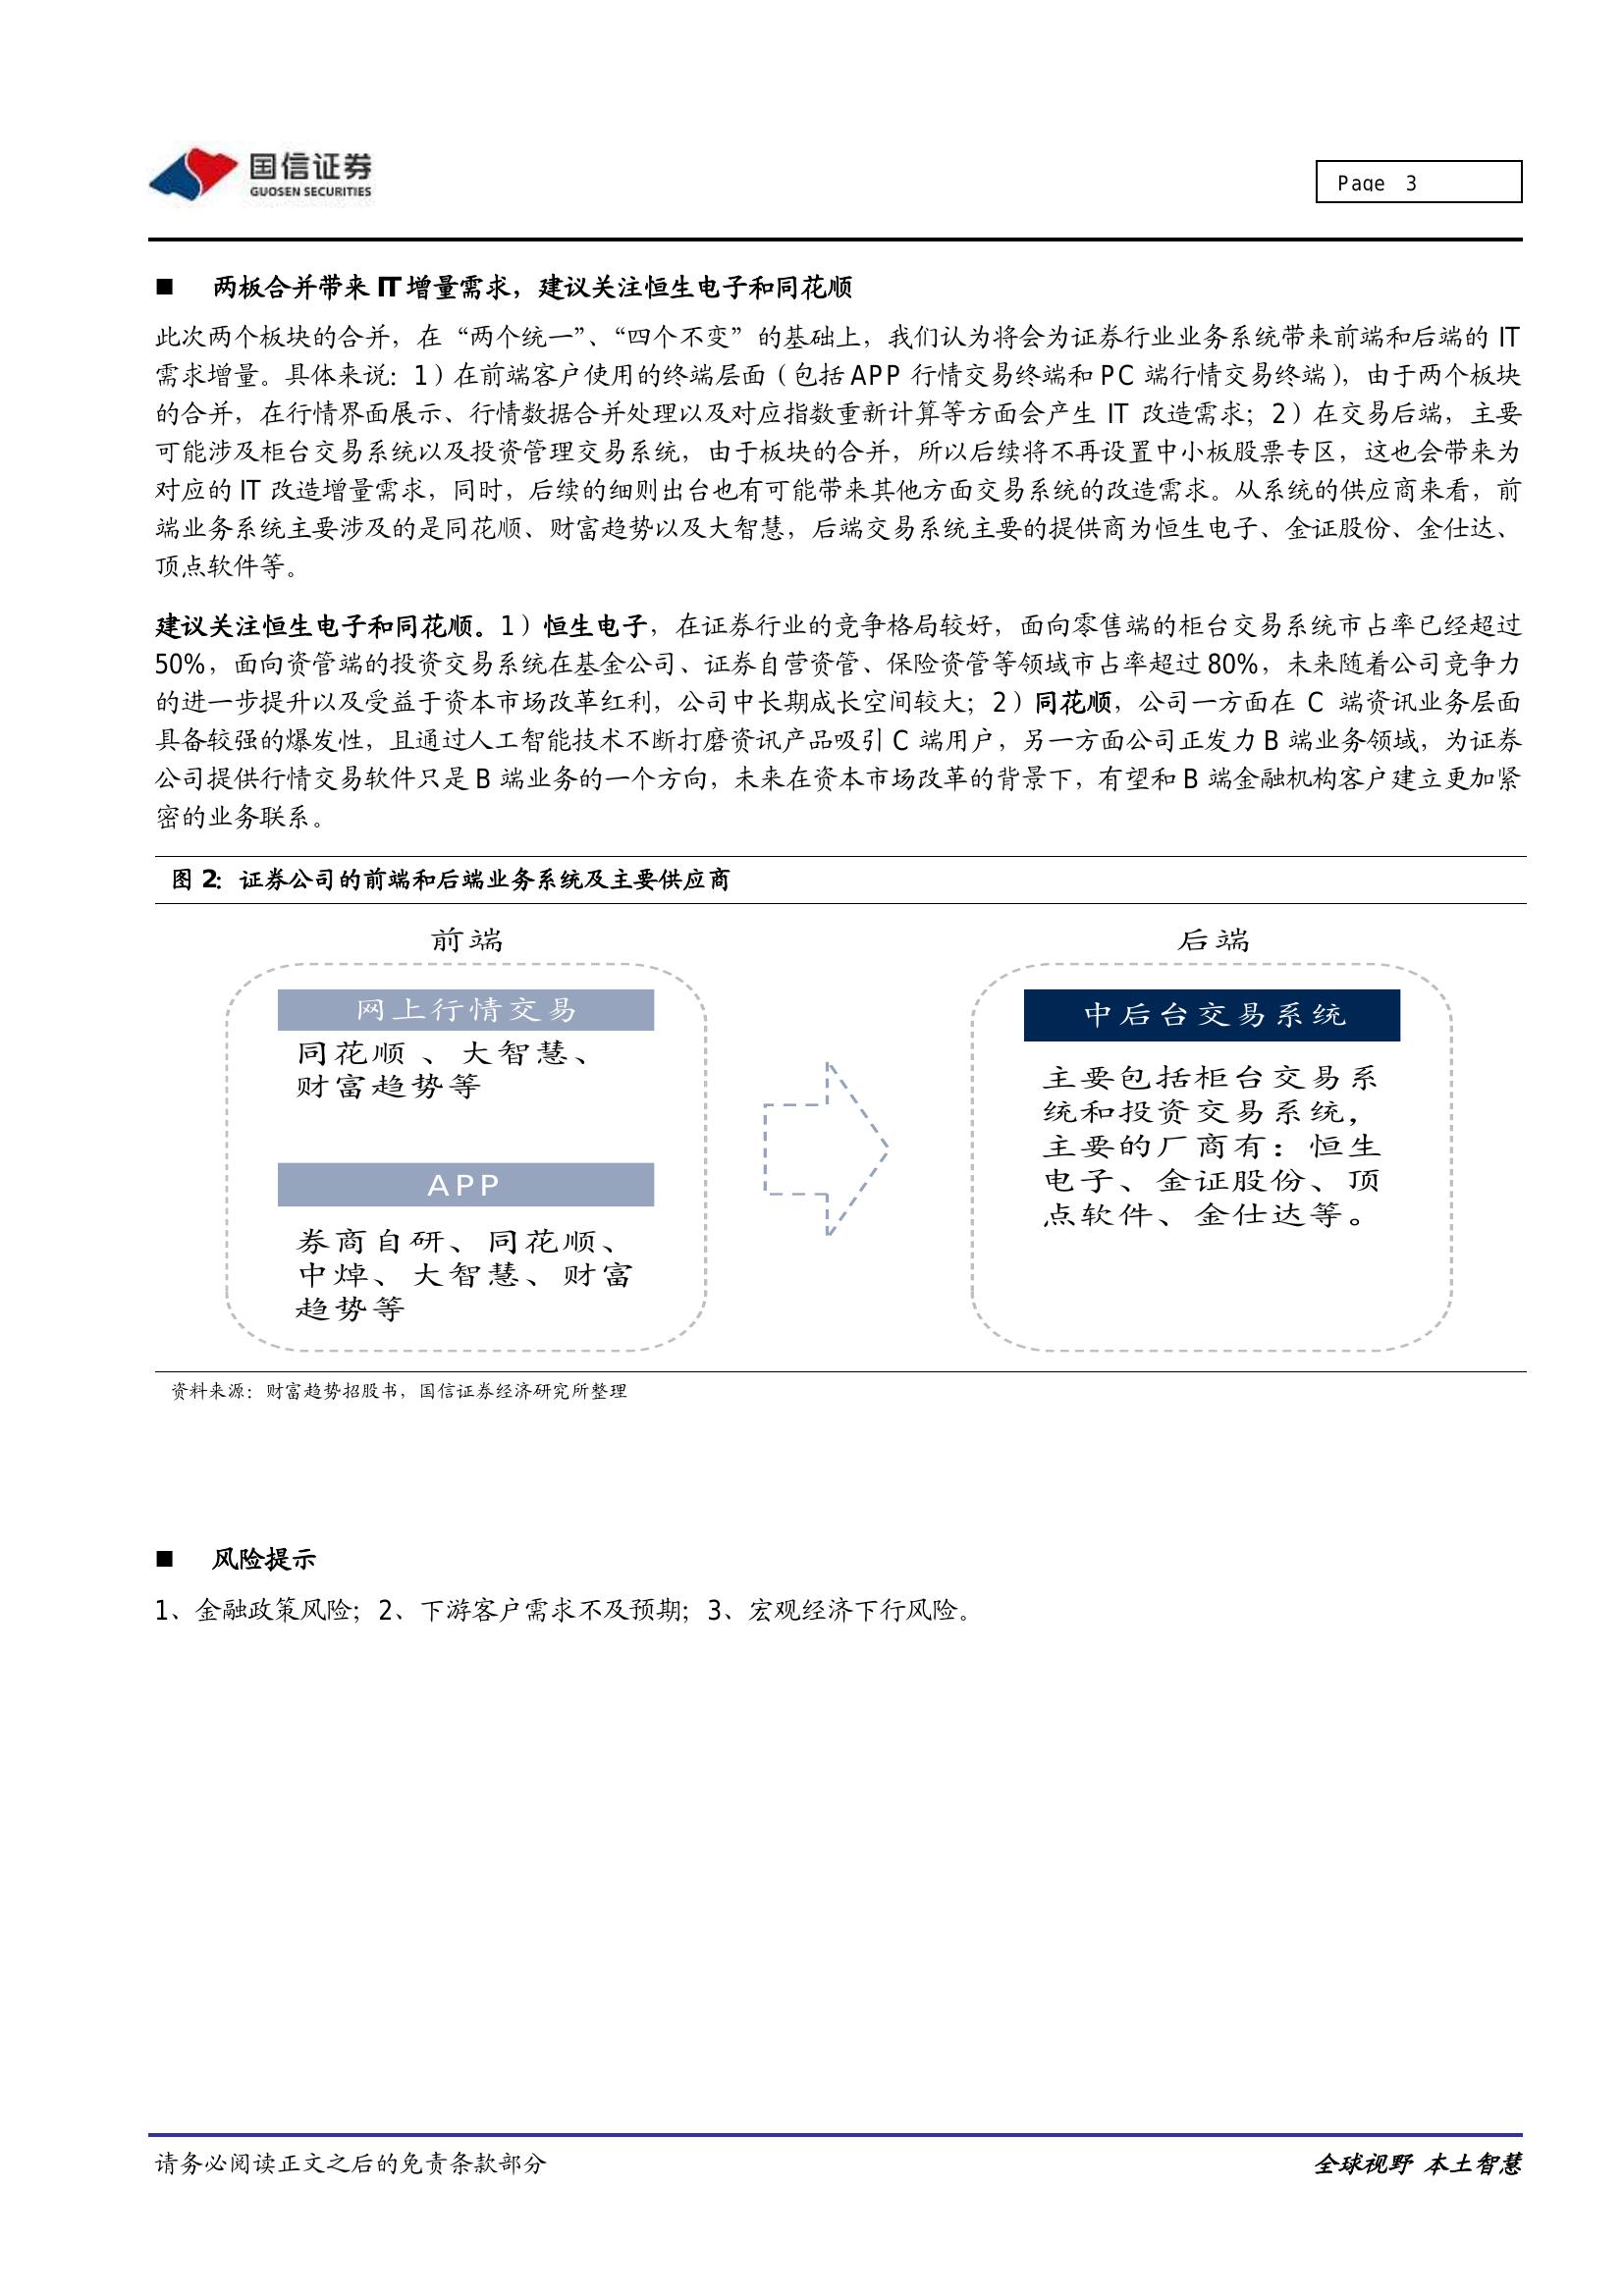 国信证券
GUOSEN SECURITIES
Page 3
■ 两板合并带来 IT 增量需求，建议关注恒生电子和同花顺
此次两个板块的合并，在“两个统一”、“四个不变”的基础上，我们认为将会为证券行业业务系统带来前端和后端的 IT
需求增量。具体来说：1）在前端客户使用的终端层面（包括 APP 行情交易终端和 PC 端行情交易终端），由于两个板块
的合并，在行情界面展示、行情数据合并处理以及对应指数重新计算等方面会产生 IT 改造需求；2）在交易后端，主要
可能涉及柜台交易系统以及投资管理交易系统，由于板块的合并，所以后续将不再设置中小板股票专区，这也会带来为
对应的 IT 改造增量需求，同时，后续的细则出台也有可能带来其他方面交易系统的改造需求。从系统的供应商来看，前
端业务系统主要涉及的是同花顺、财富趋势以及大智慧，后端交易系统主要的提供商为恒生电子、金证股份、金仕达、
顶点软件等。
建议关注恒生电子和同花顺。1）恒生电子，在证券行业的竞争格局较好，面向零售端的柜台交易系统市占率已经超过
50%，面向资管端的投资交易系统在基金公司、证券自营资管、保险资管等领域市占率超过 80%，未来随着公司竞争力
的进一步提升以及受益于资本市场改革红利，公司中长期成长空间较大；2）同花顺，公司一方面在 C 端资讯业务层面
具备较强的爆发性，且通过人工智能技术不断打磨资讯产品吸引 C 端用户，另一方面公司正发力 B 端业务领域，为证券
公司提供行情交易软件只是 B 端业务的一个方向，未来在资本市场改革的背景下，有望和 B 端金融机构客户建立更加紧
密的业务联系。
图 2：证券公司的前端和后端业务系统及主要供应商
前端
网上行情交易
同花顺 、大智慧、
财富趋势等
APP
券商自研、同花顺、
中焯、大智慧、财富
趋势等
后端
中后台交易系统
主要包括柜台交易系
统和投资交易系统，
主要的厂商有：恒生
电子、金证股份、顶
点软件、金仕达等。
资料来源：财富趋势招股书，国信证券经济研究所整理
■ 风险提示
1、金融政策风险；2、下游客户需求不及预期；3、宏观经济下行风险。
请务必阅读正文之后的免责条款部分
全球视野 本土智慧